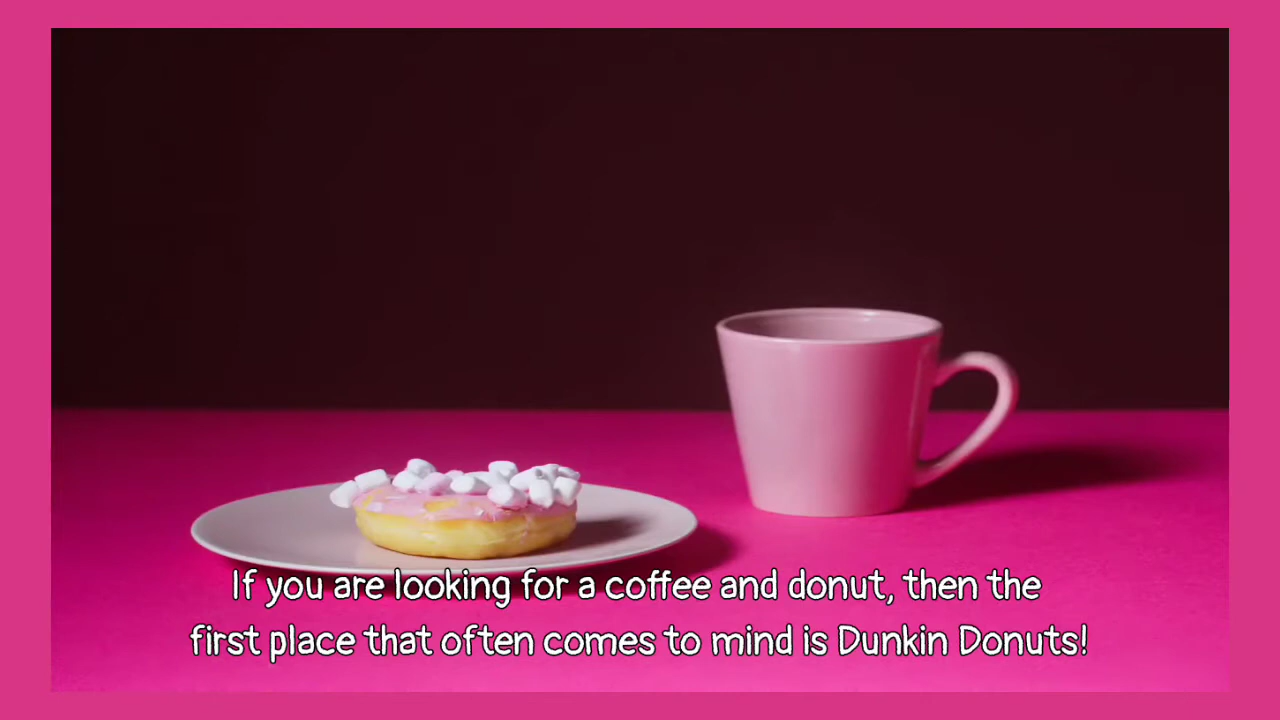 If you are looking for a coffee and donut, then the
first place that often comes to mind is Dunkin Donuts!